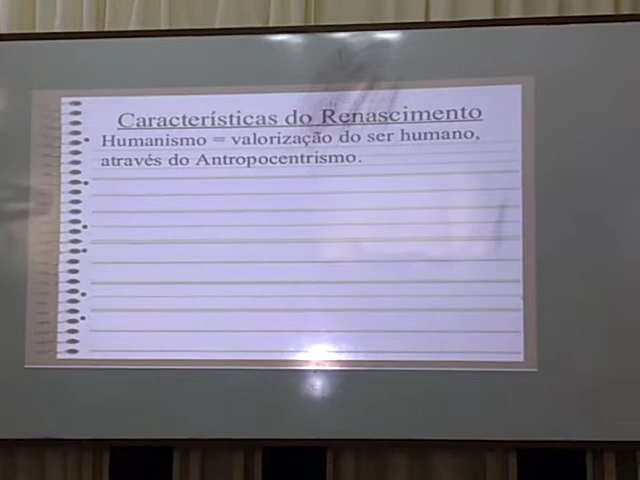 Características do Renascimento
Humanismo = valorização do ser humano,
através do Antropocentrismo.